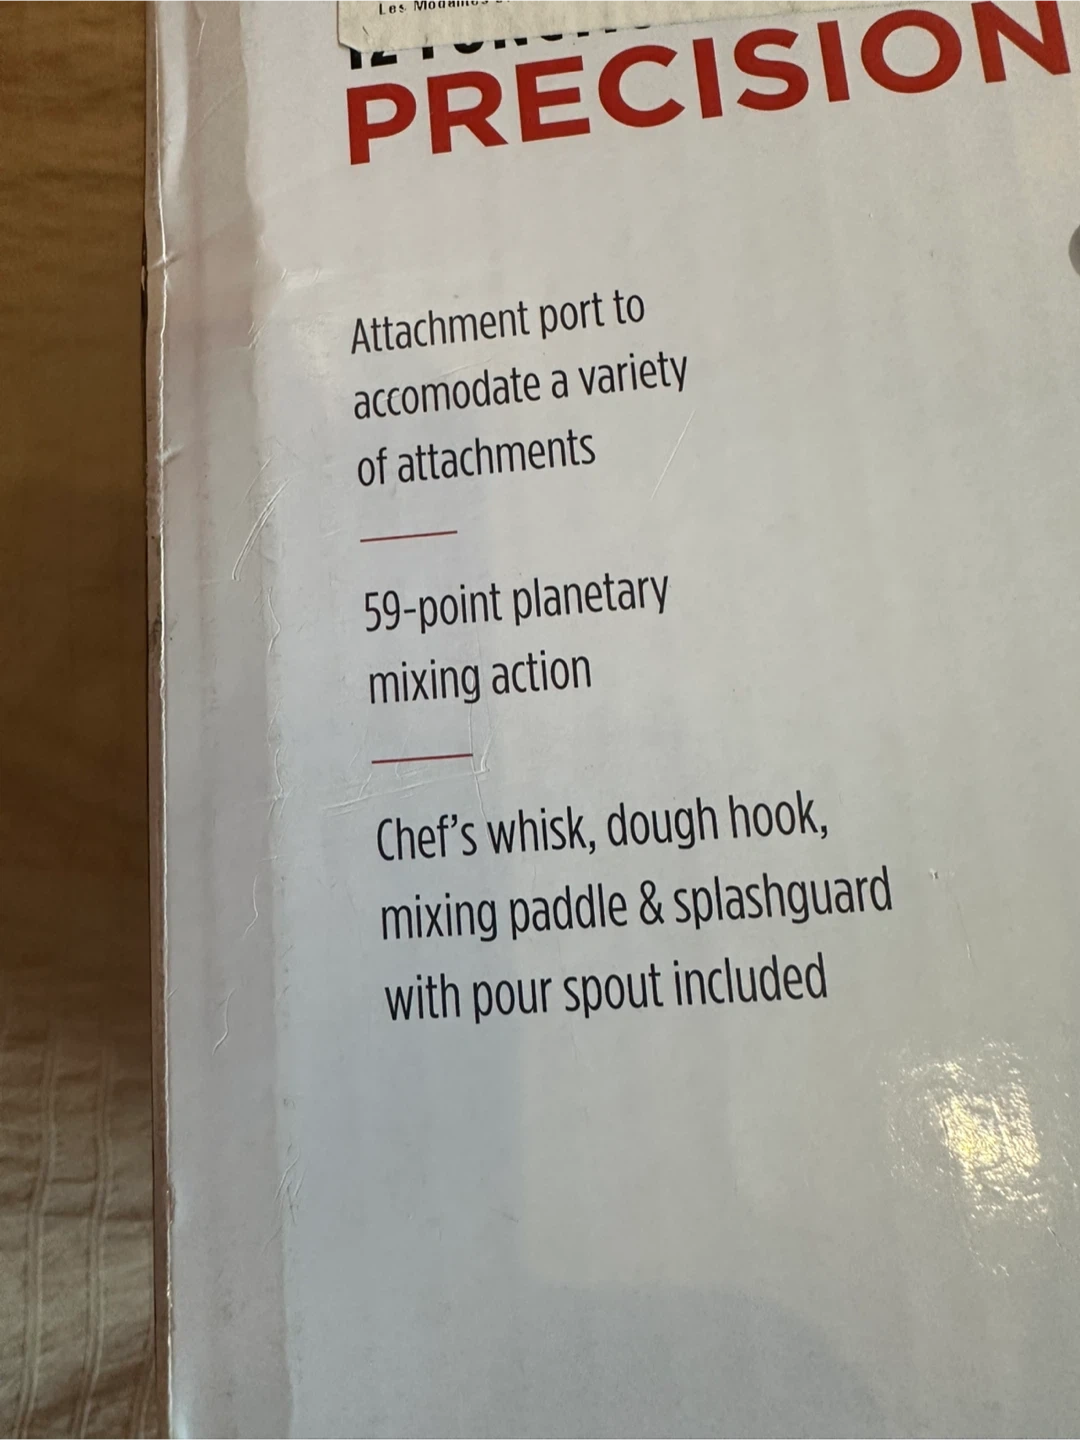 Les
PRECISION
Attachment port to
accomodate a variety
of attachments
59-point planetary
mixing action
Chef's whisk, dough hook,
mixing paddle & splashguard
with pour spout included